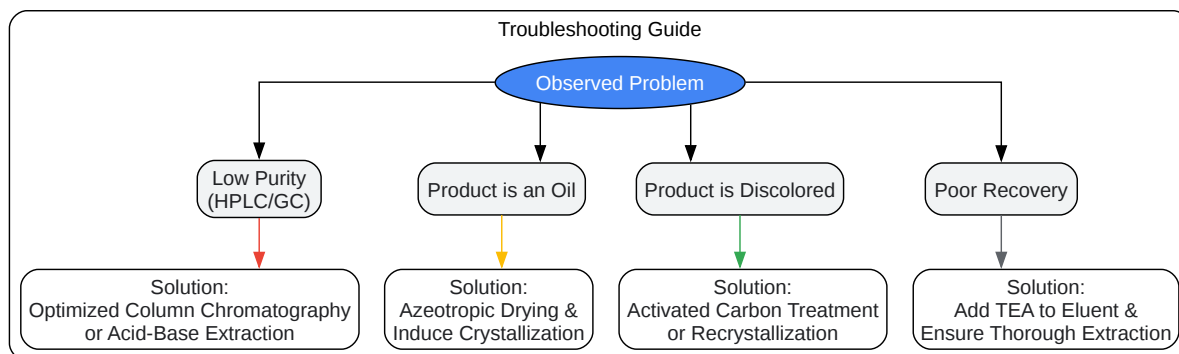 Troubleshooting Guide
Observed Problem
Low Purity
(HPLC/GC)
Product is an Oil
Product is Discolored
Poor Recovery
Solution:
Optimized Column Chromatography
or Acid-Base Extraction
Solution:
Azeotropic Drying &
Induce Crystallization
Solution:
Activated Carbon Treatment
or Recrystallization
Solution:
Add TEA to Eluent &
Ensure Thorough Extraction